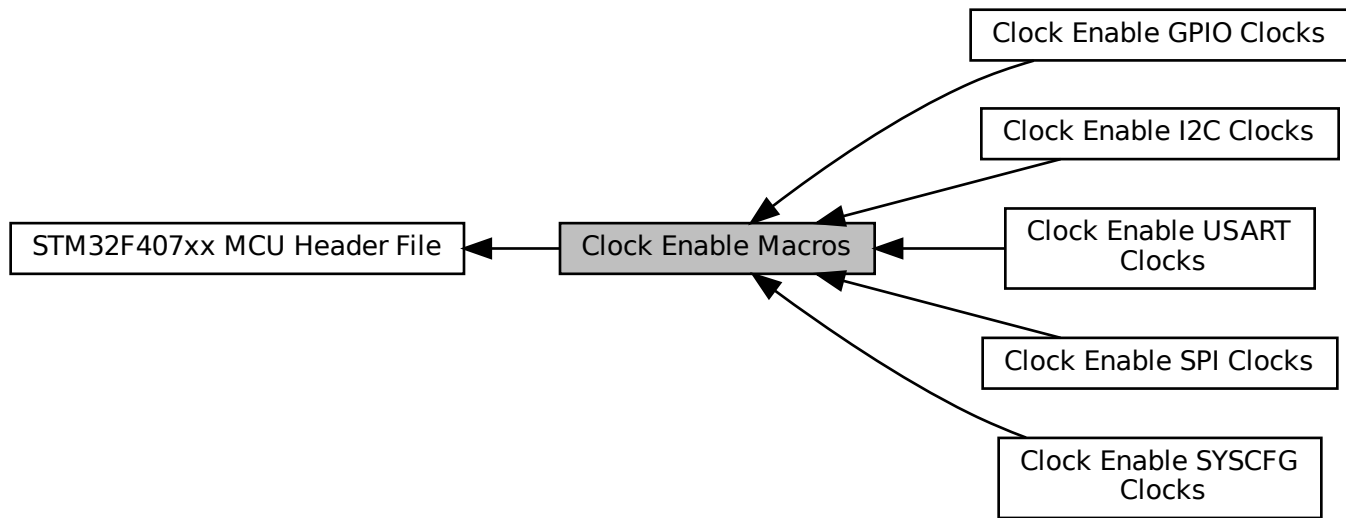 Clock Enable GPIO Clocks
Clock Enable I2C Clocks
Clock Enable USART
Clocks
STM32F407xx MCU Header File
Clock Enable Macros
Clock Enable SPI Clocks
Clock Enable SYSCFG
Clocks